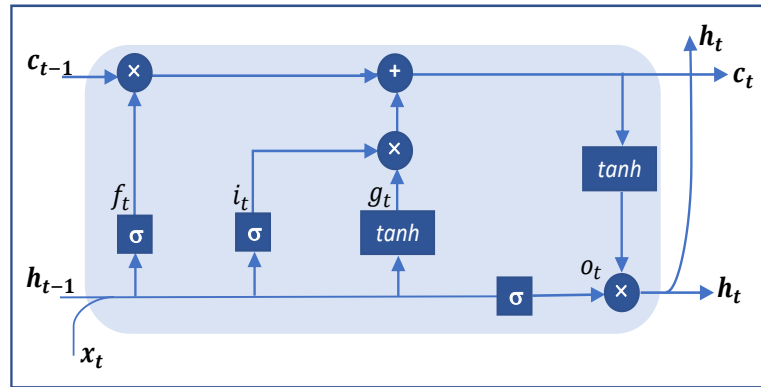 h_t
c_{t-1} × + c_t
×
tanh
f_t i_t g_t
σ σ tanh
o_t
h_{t-1} σ × h_t
x_t